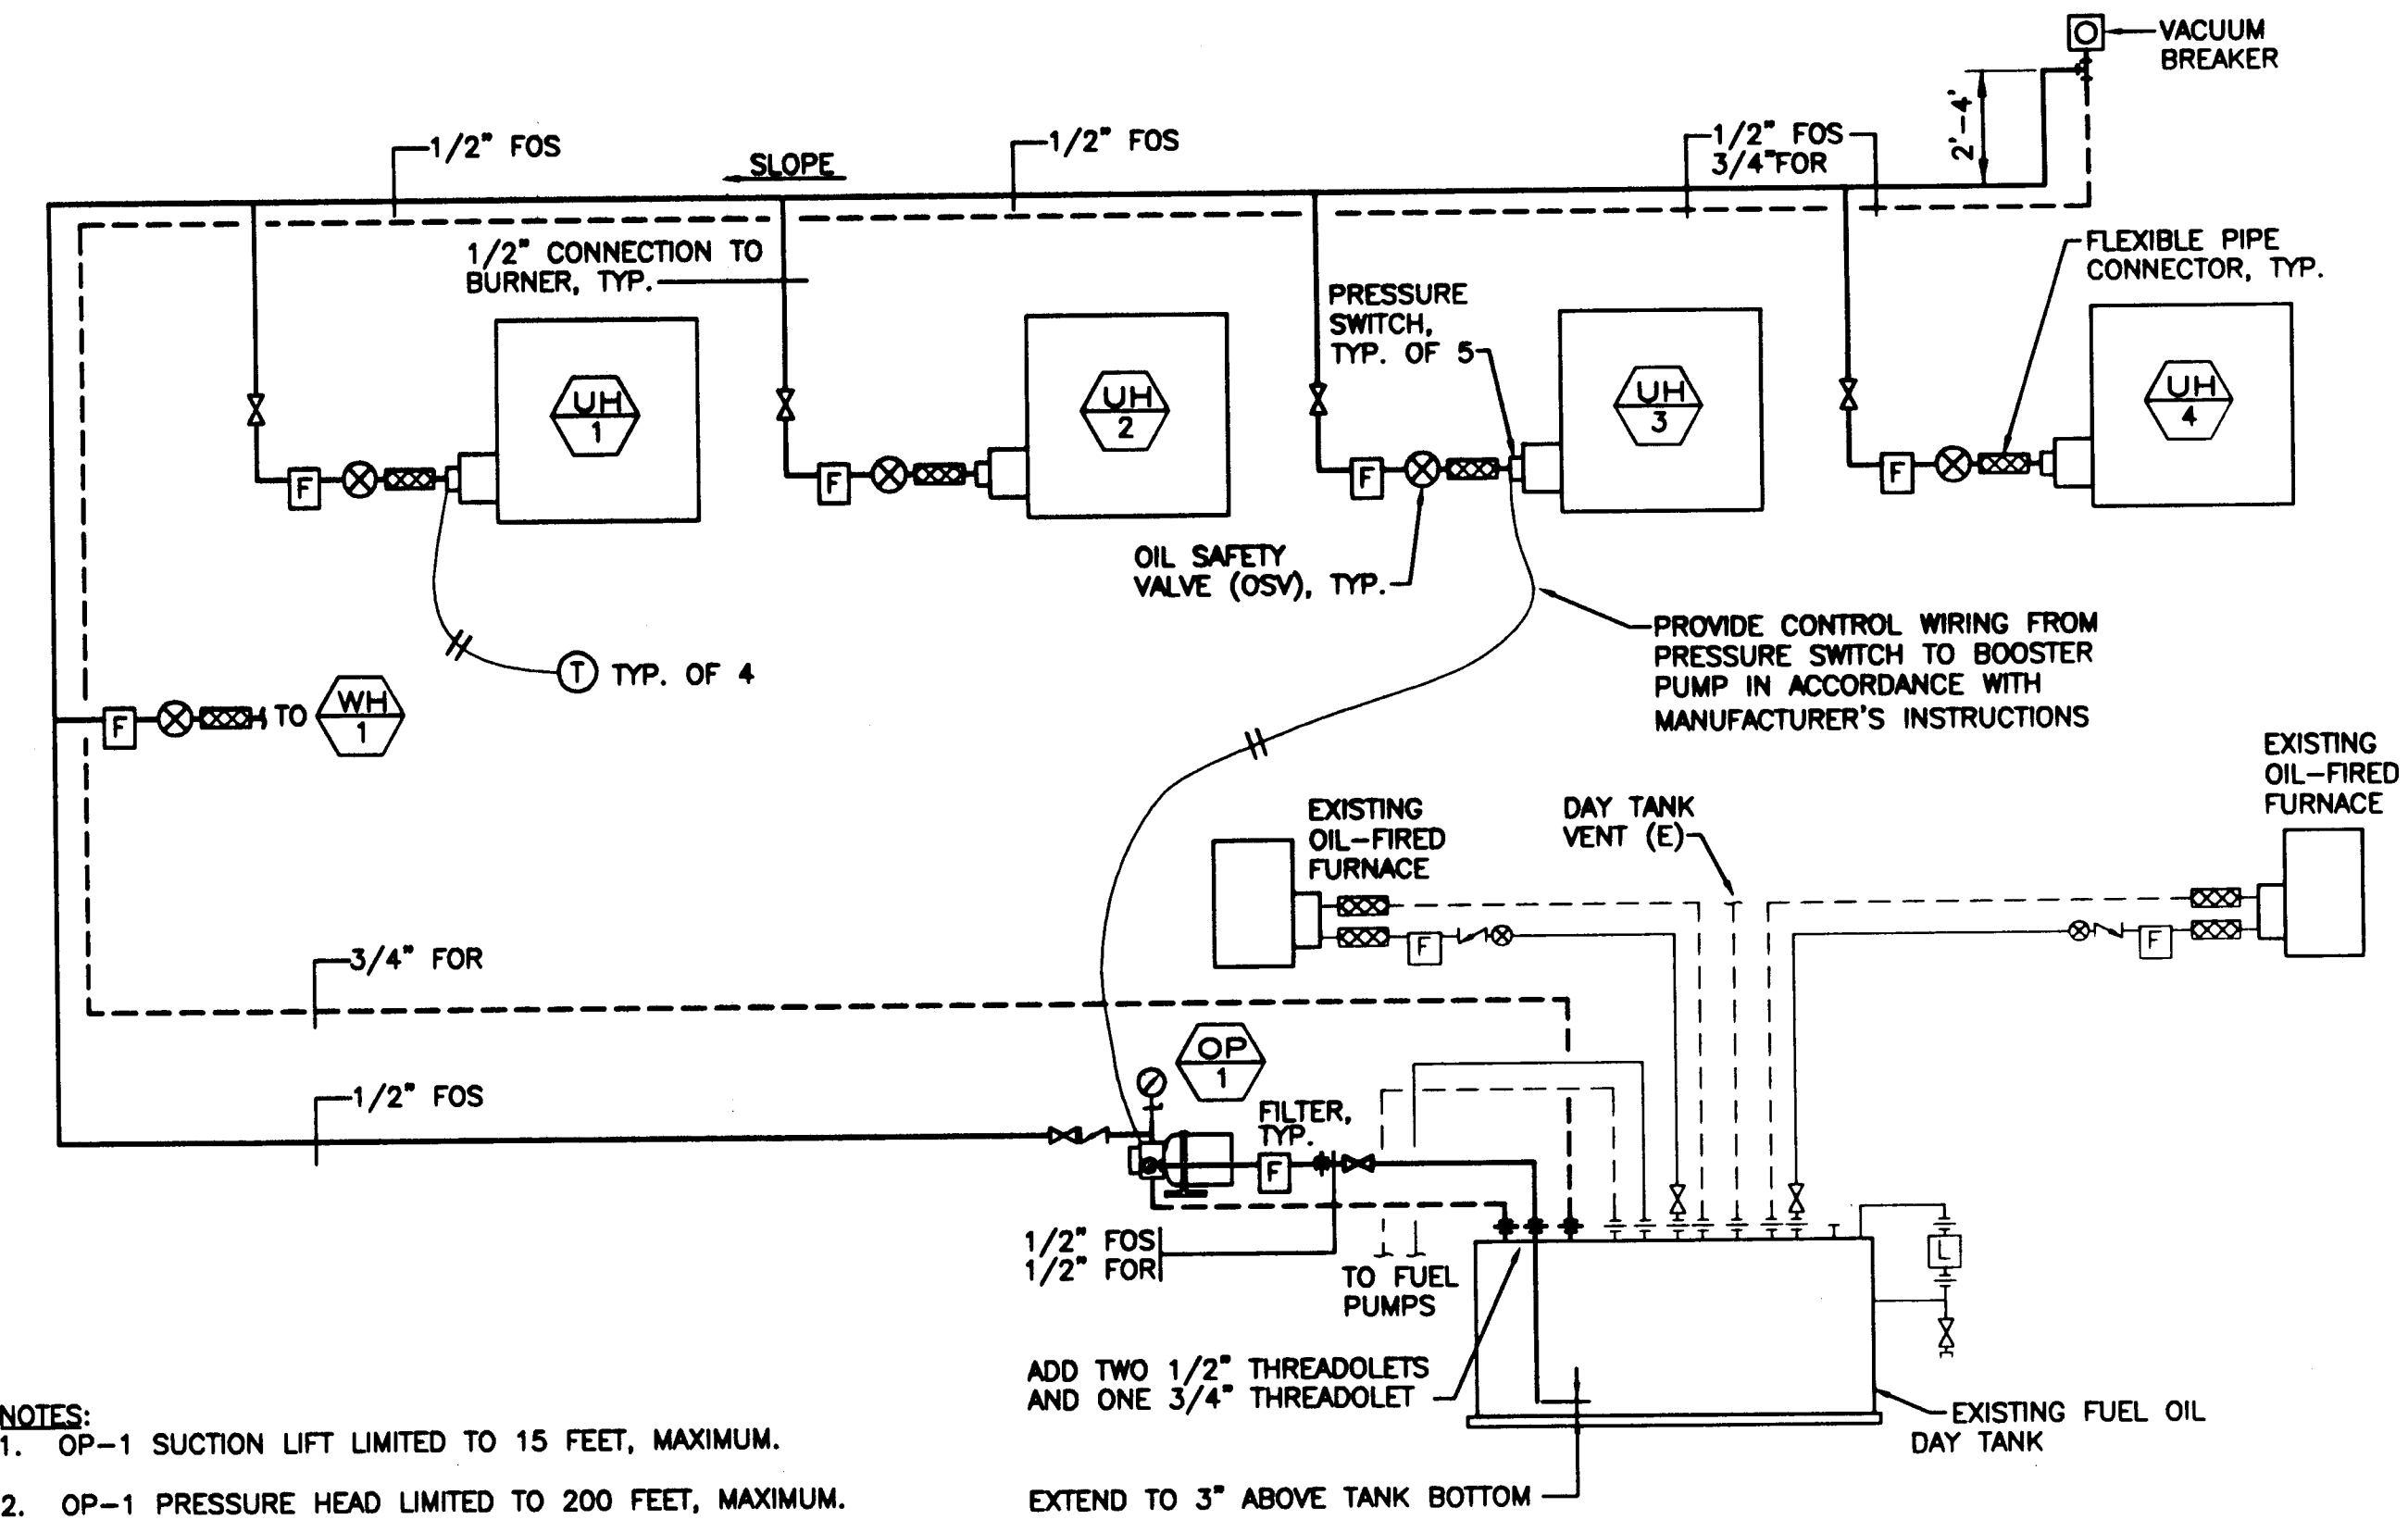 VACUUM
BREAKER
1/2" FOS
SLOPE
1/2" FOS
1/2" FOS
3/4"FOR
2'-4'
1/2" CONNECTION TO
BURNER, TYP.
PRESSURE
SWITCH,
TYP. OF 5
FLEXIBLE PIPE
CONNECTOR, TYP.
UH
1
UH
2
UH
3
UH
4
F
F
F
F
OIL SAFETY
VALVE (OSV), TYP.
T TYP. OF 4
PROVIDE CONTROL WIRING FROM
PRESSURE SWITCH TO BOOSTER
PUMP IN ACCORDANCE WITH
MANUFACTURER'S INSTRUCTIONS
F TO WH
1
EXISTING
OIL-FIRED
FURNACE
DAY TANK
VENT (E)
EXISTING
OIL-FIRED
FURNACE
F
F
3/4" FOR
OP
1
1/2" FOS
FILTER,
TYP.
F
1/2" FOS
1/2" FOR
TO FUEL
PUMPS
L
ADD TWO 1/2" THREADOLETS
AND ONE 3/4" THREADOLET
EXISTING FUEL OIL
DAY TANK
EXTEND TO 3" ABOVE TANK BOTTOM
NOTES:
1. OP-1 SUCTION LIFT LIMITED TO 15 FEET, MAXIMUM.
2. OP-1 PRESSURE HEAD LIMITED TO 200 FEET, MAXIMUM.